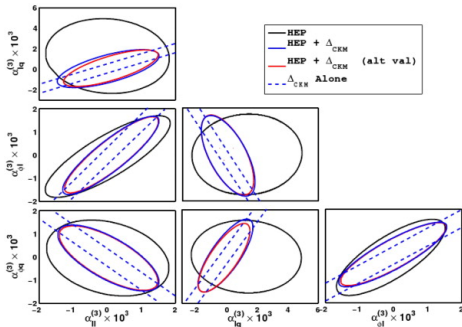 HEP
HEP + Δ_CKM
HEP + Δ_CKM (alt val)
Δ_CKM Alone
α_lq^(3) × 10^3
6
4
2
0
−2
α_φl^(3) × 10^3
2
1
0
−1
−2
α_φq^(3) × 10^3
2
1
0
−1
−2
−2 −1 0 1 2
−2 0 2 4 6
−2 −1 0 1 2
α_ll^(3) × 10^3
α_lq^(3) × 10^3
α_φl^(3) × 10^3